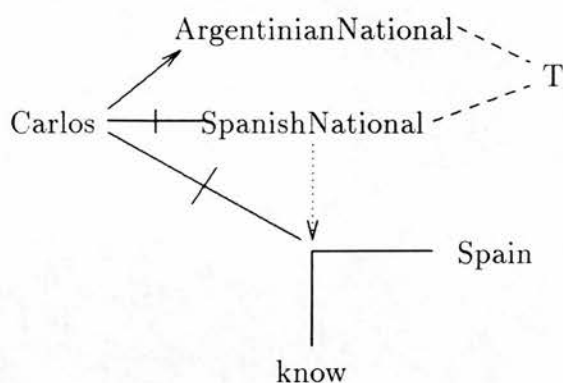 ArgentinianNational
T
Carlos
SpanishNational
Spain
know